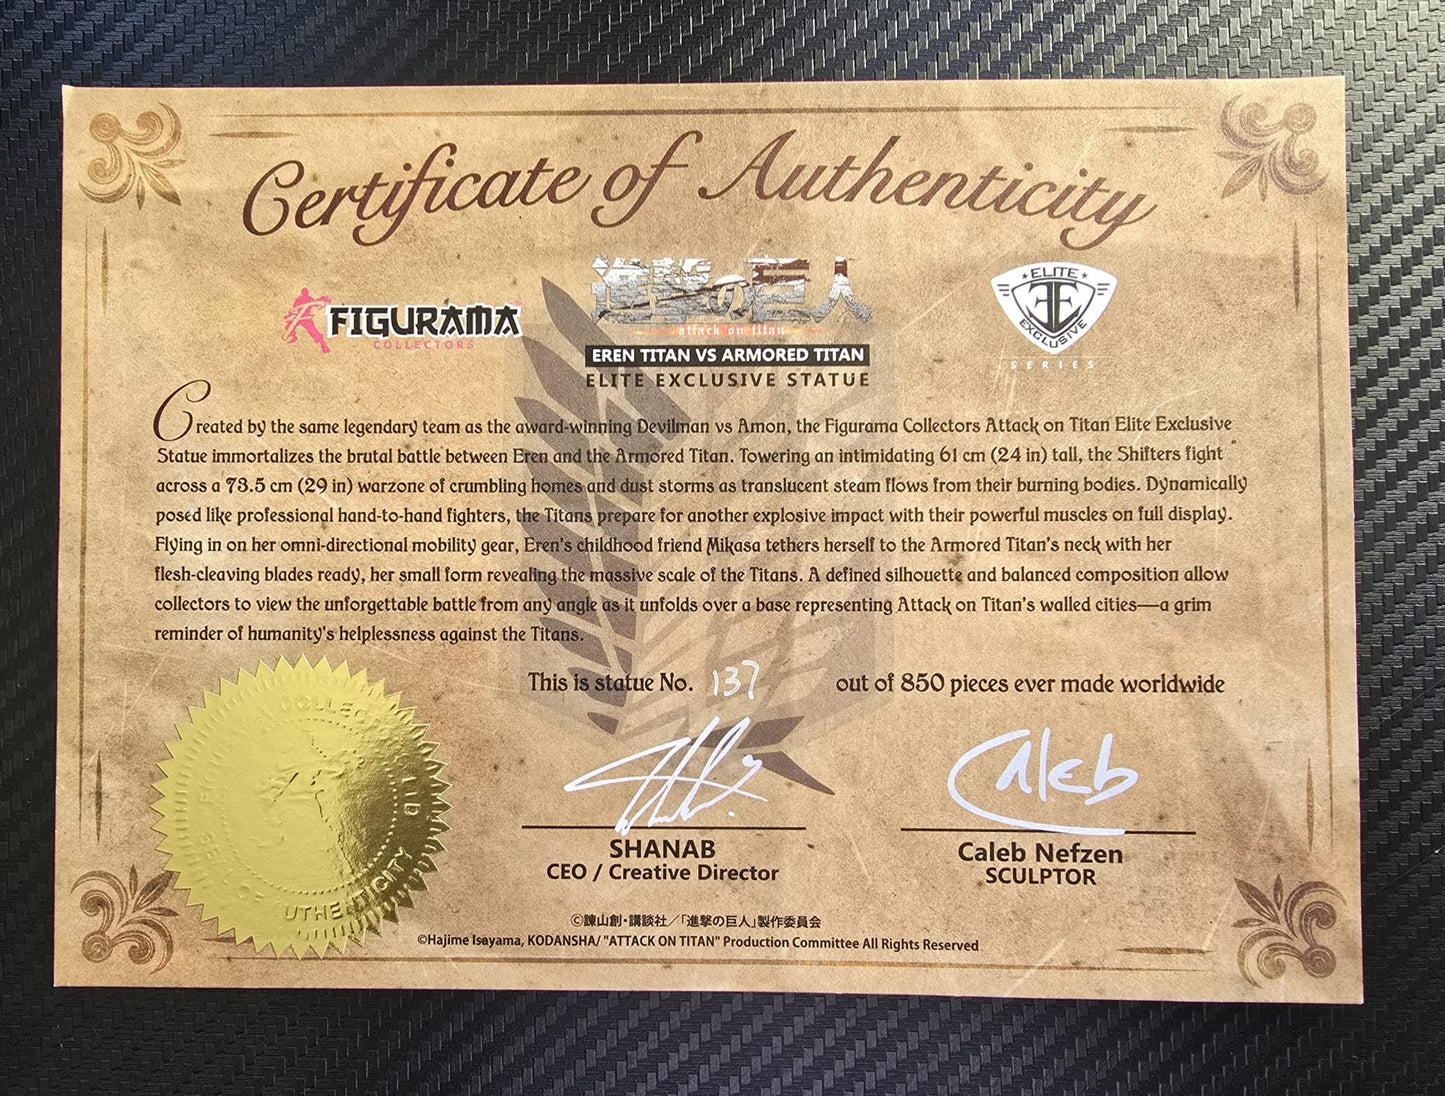 Certificate of Authenticity
FIGURAMA
COLLECTORS
進撃の巨人
attack on titan
EREN TITAN VS ARMORED TITAN
ELITE EXCLUSIVE STATUE
ELITE
EXCLUSIVE
SERIES
Created by the same legendary team as the award-winning Devilman vs Amon, the Figurama Collectors Attack on Titan Elite Exclusive
Statue immortalizes the brutal battle between Eren and the Armored Titan. Towering an intimidating 61 cm (24 in) tall, the Shifters fight
across a 73.5 cm (29 in) warzone of crumbling homes and dust storms as translucent steam flows from their burning bodies. Dynamically
posed like professional hand-to-hand fighters, the Titans prepare for another explosive impact with their powerful muscles on full display.
Flying in on her omni-directional mobility gear, Eren's childhood friend Mikasa tethers herself to the Armored Titan's neck with her
flesh-cleaving blades ready, her small form revealing the massive scale of the Titans. A defined silhouette and balanced composition allow
collectors to view the unforgettable battle from any angle as it unfolds over a base representing Attack on Titan's walled cities—a grim
reminder of humanity's helplessness against the Titans.
This is statue No. 137 out of 850 pieces ever made worldwide
Caleb
SHANAB
CEO / Creative Director
Caleb Nefzen
SCULPTOR
©諫山創・講談社／「進撃の巨人」製作委員会
©Hajime Isayama, KODANSHA/ "ATTACK ON TITAN" Production Committee All Rights Reserved